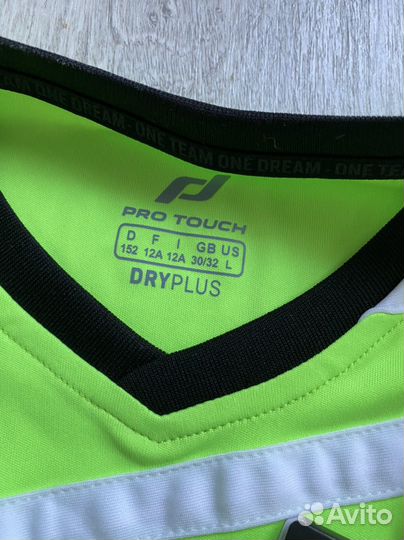 TEAM ONE DREAM - ONE TEAM ONE DREAM - ONE TEAM
PRO TOUCH
D F I GB US
152 12A 12A 30/32 L
DRYPLUS
Avito